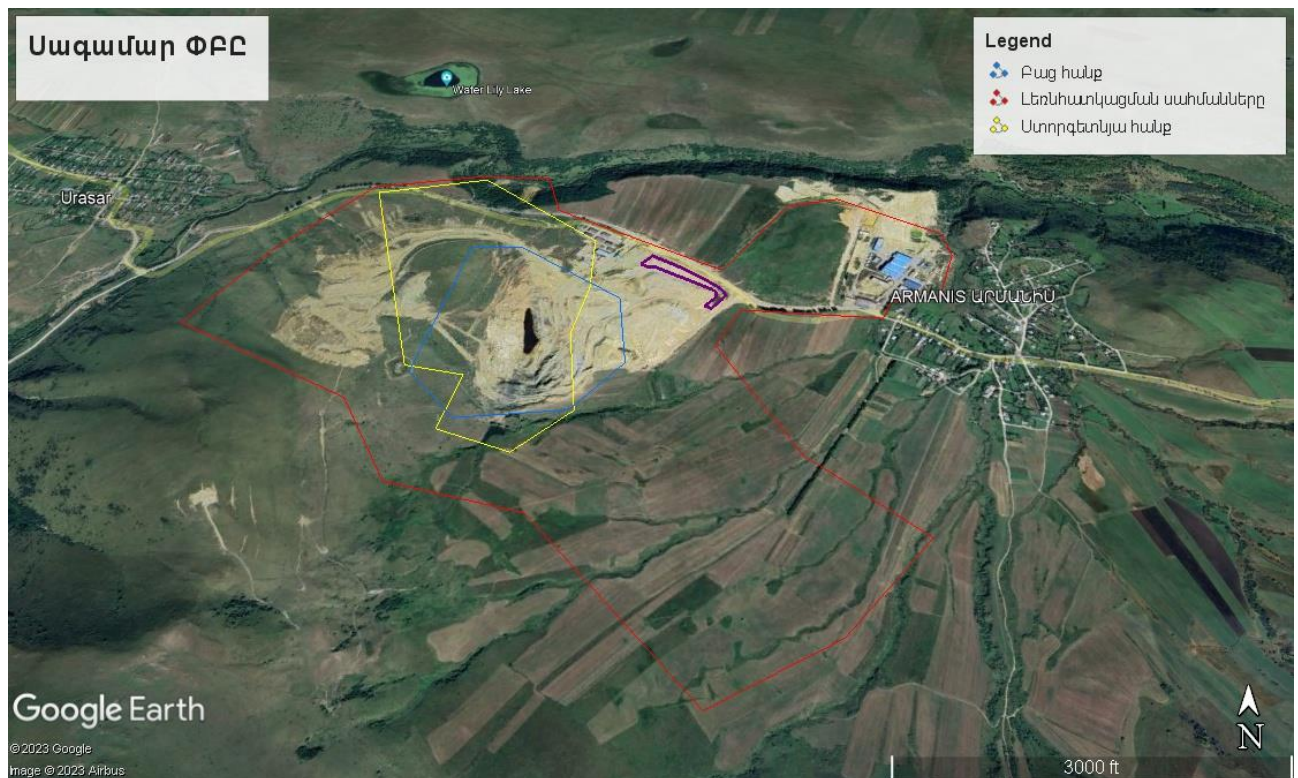 Սագամար ՓԲԸ
Legend
Բաց հանք
Լեռնհատկացման սահմանները
Ստորգետնյա հանք
Water Lily Lake
Urasar
ARMANIS ԱՐՄԱՆԻՍ
Google Earth
N
© 2023 Google
Image © 2023 Airbus
3000 ft